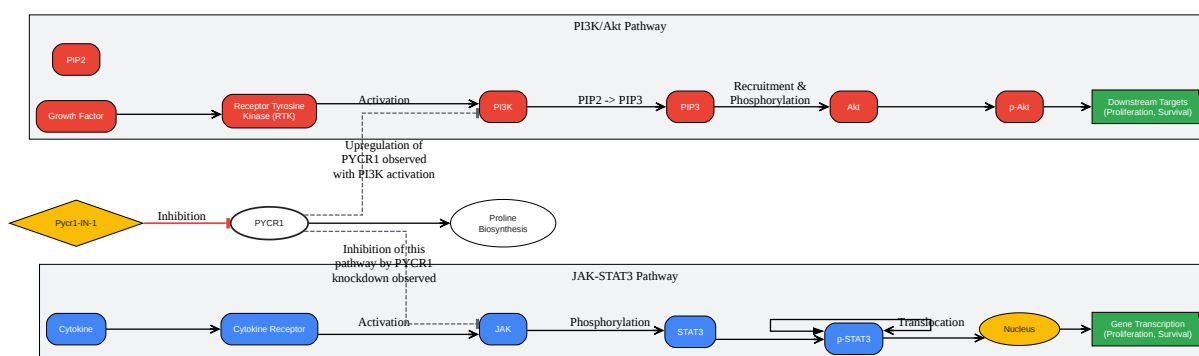 PI3K/Akt Pathway
PIP2
Growth Factor
Receptor Tyrosine
Kinase (RTK)
Activation
PI3K
PIP2 -> PIP3
PIP3
Recruitment &
Phosphorylation
Akt
p-Akt
Downstream Targets
(Proliferation, Survival)
Upregulation of
PYCR1 observed
with PI3K activation
Pycr1-IN-1
Inhibition
PYCR1
Proline
Biosynthesis
Inhibition of this
pathway by PYCR1
knockdown observed
JAK-STAT3 Pathway
Cytokine
Cytokine Receptor
Activation
JAK
Phosphorylation
STAT3
p-STAT3
Translocation
Nucleus
Gene Transcription
(Proliferation, Survival)